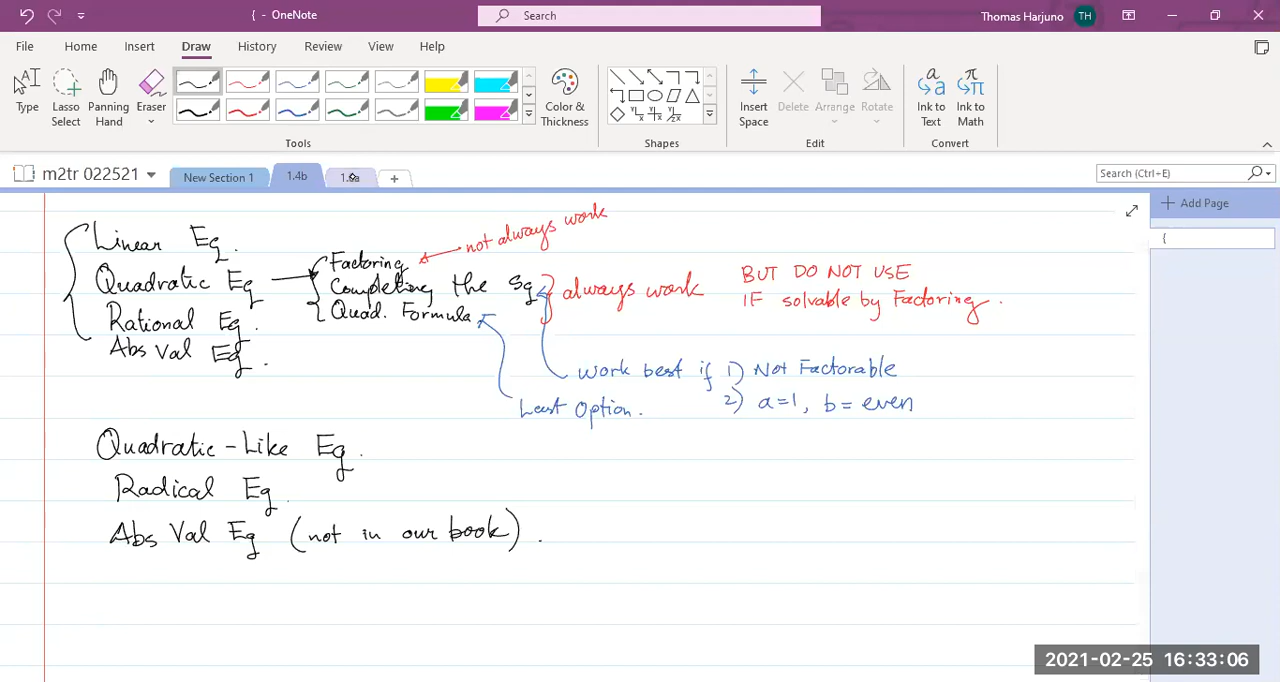 { - OneNote
Search
Thomas Harjuno TH
File Home Insert Draw History Review View Help
Type
Lasso Select
Panning Hand
Eraser
Color & Thickness
Insert Space
Delete
Arrange
Rotate
Ink to Text
Ink to Math
Tools
Shapes
Edit
Convert
m2tr 022521
New Section 1
1.4b
Search (Ctrl+E)
Add Page
{
not always work
Linear Eq.
Factoring
Quadratic Eq
Completing the Sq
always work
BUT DO NOT USE
IF solvable by Factoring.
Quad. Formula
Rational Eq.
Abs Val Eq.
work best if 1) Not Factorable
2) a=1, b= even
Last Option.
Quadratic-Like Eq.
Radical Eq.
Abs Val Eq (not in our book).
2021-02-25 16:33:06